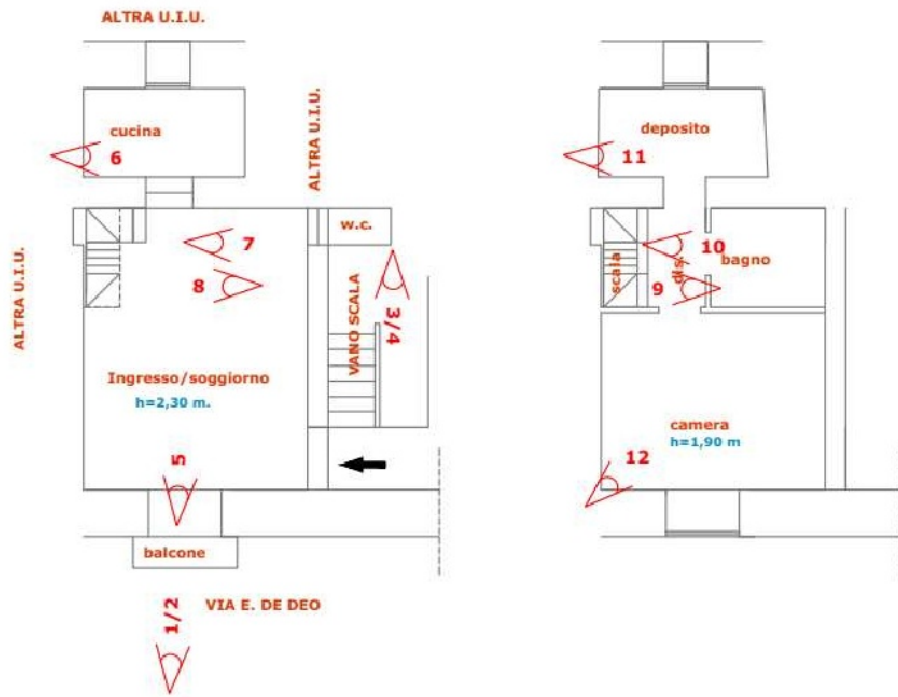 ALTRA U.I.U.
cucina
6
ALTRA U.I.U.
ALTRA U.I.U.
w.c.
7
8
VANO SCALA
3/4
Ingresso/soggiorno
h=2,30 m.
5
balcone
VIA E. DE DEO
1/2
deposito
11
scala
dis.
10
bagno
9
camera
h=1,90 m
12